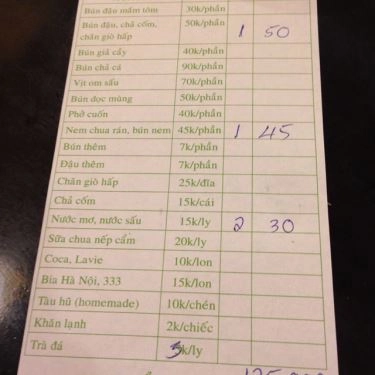 Bún đậu mắm tôm 30k/phần
Bún đậu, chả cốm, 50k/phần 1 50
chăn giò hấp
Bún giả cầy 40k/phần
Bún chả cá 90k/phần
Vịt om sấu 70k/phần
Bún dọc mùng 50k/phần
Phở cuốn 40k/phần
Nem chua rán, bún nem 45k/phần 1 45
Bún thêm 7k/phần
Đậu thêm 7k/phần
Chăn giò hấp 25k/đĩa
Chả cốm 15k/cái
Nước mơ, nước sấu 15k/ly 2 30
Sữa chua nếp cẩm 20k/ly
Coca, Lavie 10k/lon
Bia Hà Nội, 333 15k/lon
Tàu hũ (homemade) 10k/chén
Khăn lạnh 2k/chiếc
Trà đá k/ly